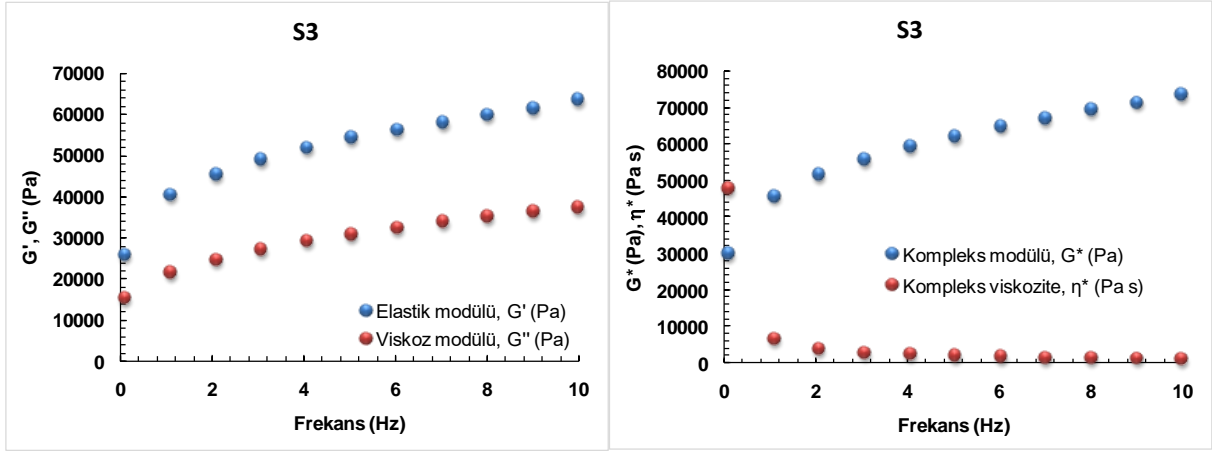 S3
G', G'' (Pa)
70000
60000
50000
40000
30000
20000
10000
0
Elastik modülü, G' (Pa)
Viskoz modülü, G'' (Pa)
0 2 4 6 8 10
Frekans (Hz)
S3
G* (Pa), η* (Pa s)
80000
70000
60000
50000
40000
30000
20000
10000
0
Kompleks modülü, G* (Pa)
Kompleks viskozite, η* (Pa s)
0 2 4 6 8 10
Frekans (Hz)